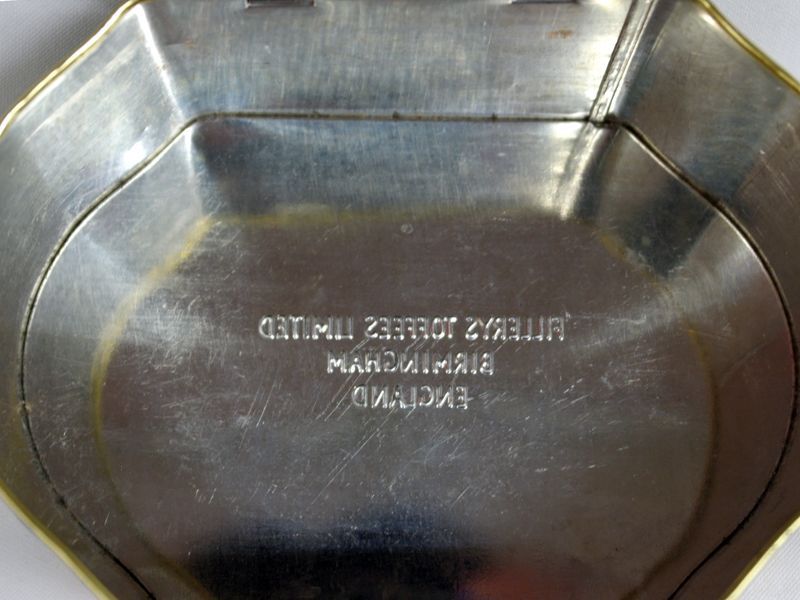 FILLERYS TOFFEES LIMITED
BIRMINGHAM
ENGLAND